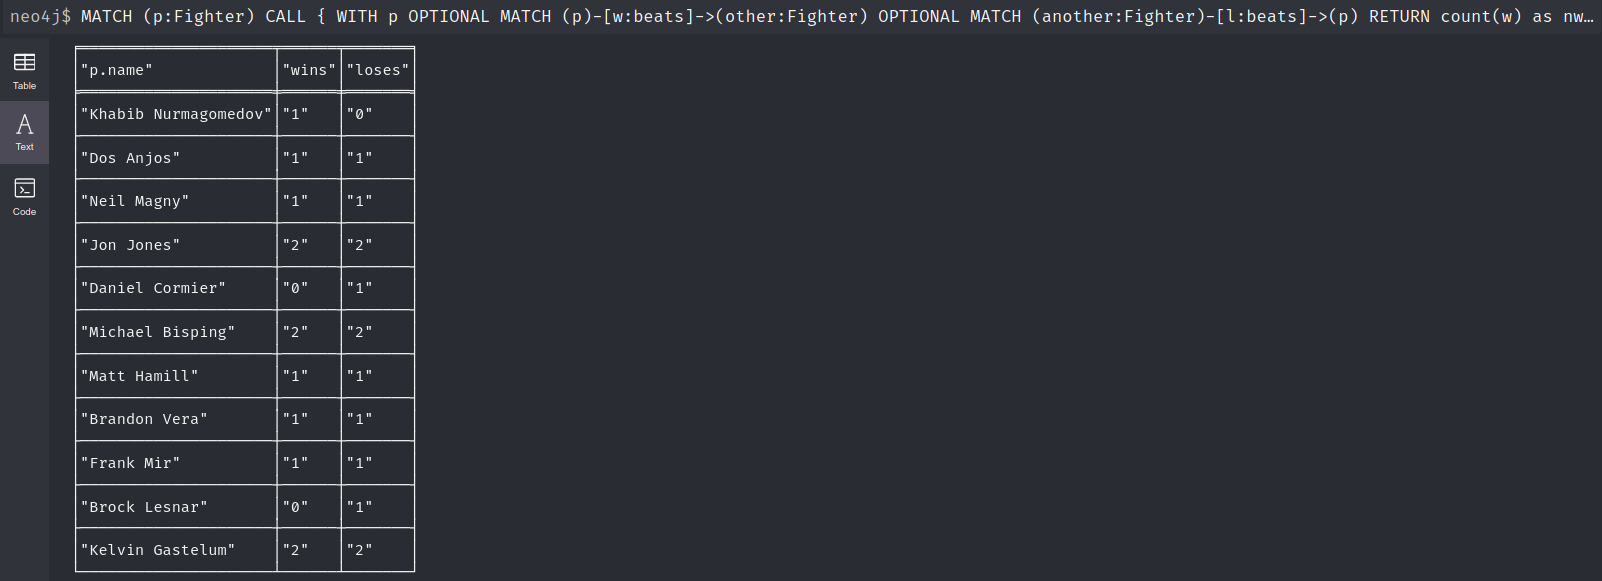 neo4j$ MATCH (p:Fighter) CALL { WITH p OPTIONAL MATCH (p)-[w:beats]->(other:Fighter) OPTIONAL MATCH (another:Fighter)-[l:beats]->(p) RETURN count(w) as nw…
Table
Text
Code
"p.name" "wins" "loses"
"Khabib Nurmagomedov" "1" "0"
"Dos Anjos" "1" "1"
"Neil Magny" "1" "1"
"Jon Jones" "2" "2"
"Daniel Cormier" "0" "1"
"Michael Bisping" "2" "2"
"Matt Hamill" "1" "1"
"Brandon Vera" "1" "1"
"Frank Mir" "1" "1"
"Brock Lesnar" "0" "1"
"Kelvin Gastelum" "2" "2"